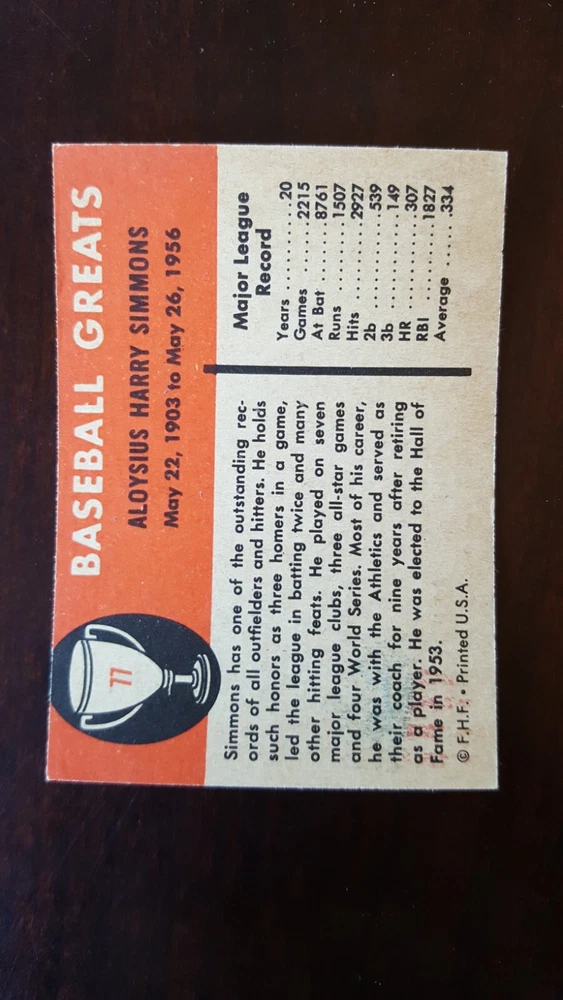 77
BASEBALL GREATS
ALOYSIUS HARRY SIMMONS
May 22, 1903 to May 26, 1956
Simmons has one of the outstanding rec-
ords of all outfielders and hitters. He holds
such honors as three homers in a game,
led the league in batting twice and many
other hitting feats. He played on seven
major league clubs, three all-star games
and four World Series. Most of his career,
he was with the Athletics and served as
their coach for nine years after retiring
as a player. He was elected to the Hall of
Fame in 1953.
© F.H.F. • Printed U.S.A.
Major League
Record
Years . . . . . . . . . . 20
Games . . . . . . . . 2215
At Bat . . . . . . . . 8761
Runs . . . . . . . . . 1507
Hits . . . . . . . . . . 2927
2b . . . . . . . . . . . .539
3b . . . . . . . . . . . .149
HR . . . . . . . . . . . .307
RBI . . . . . . . . . . 1827
Average . . . . . . .334